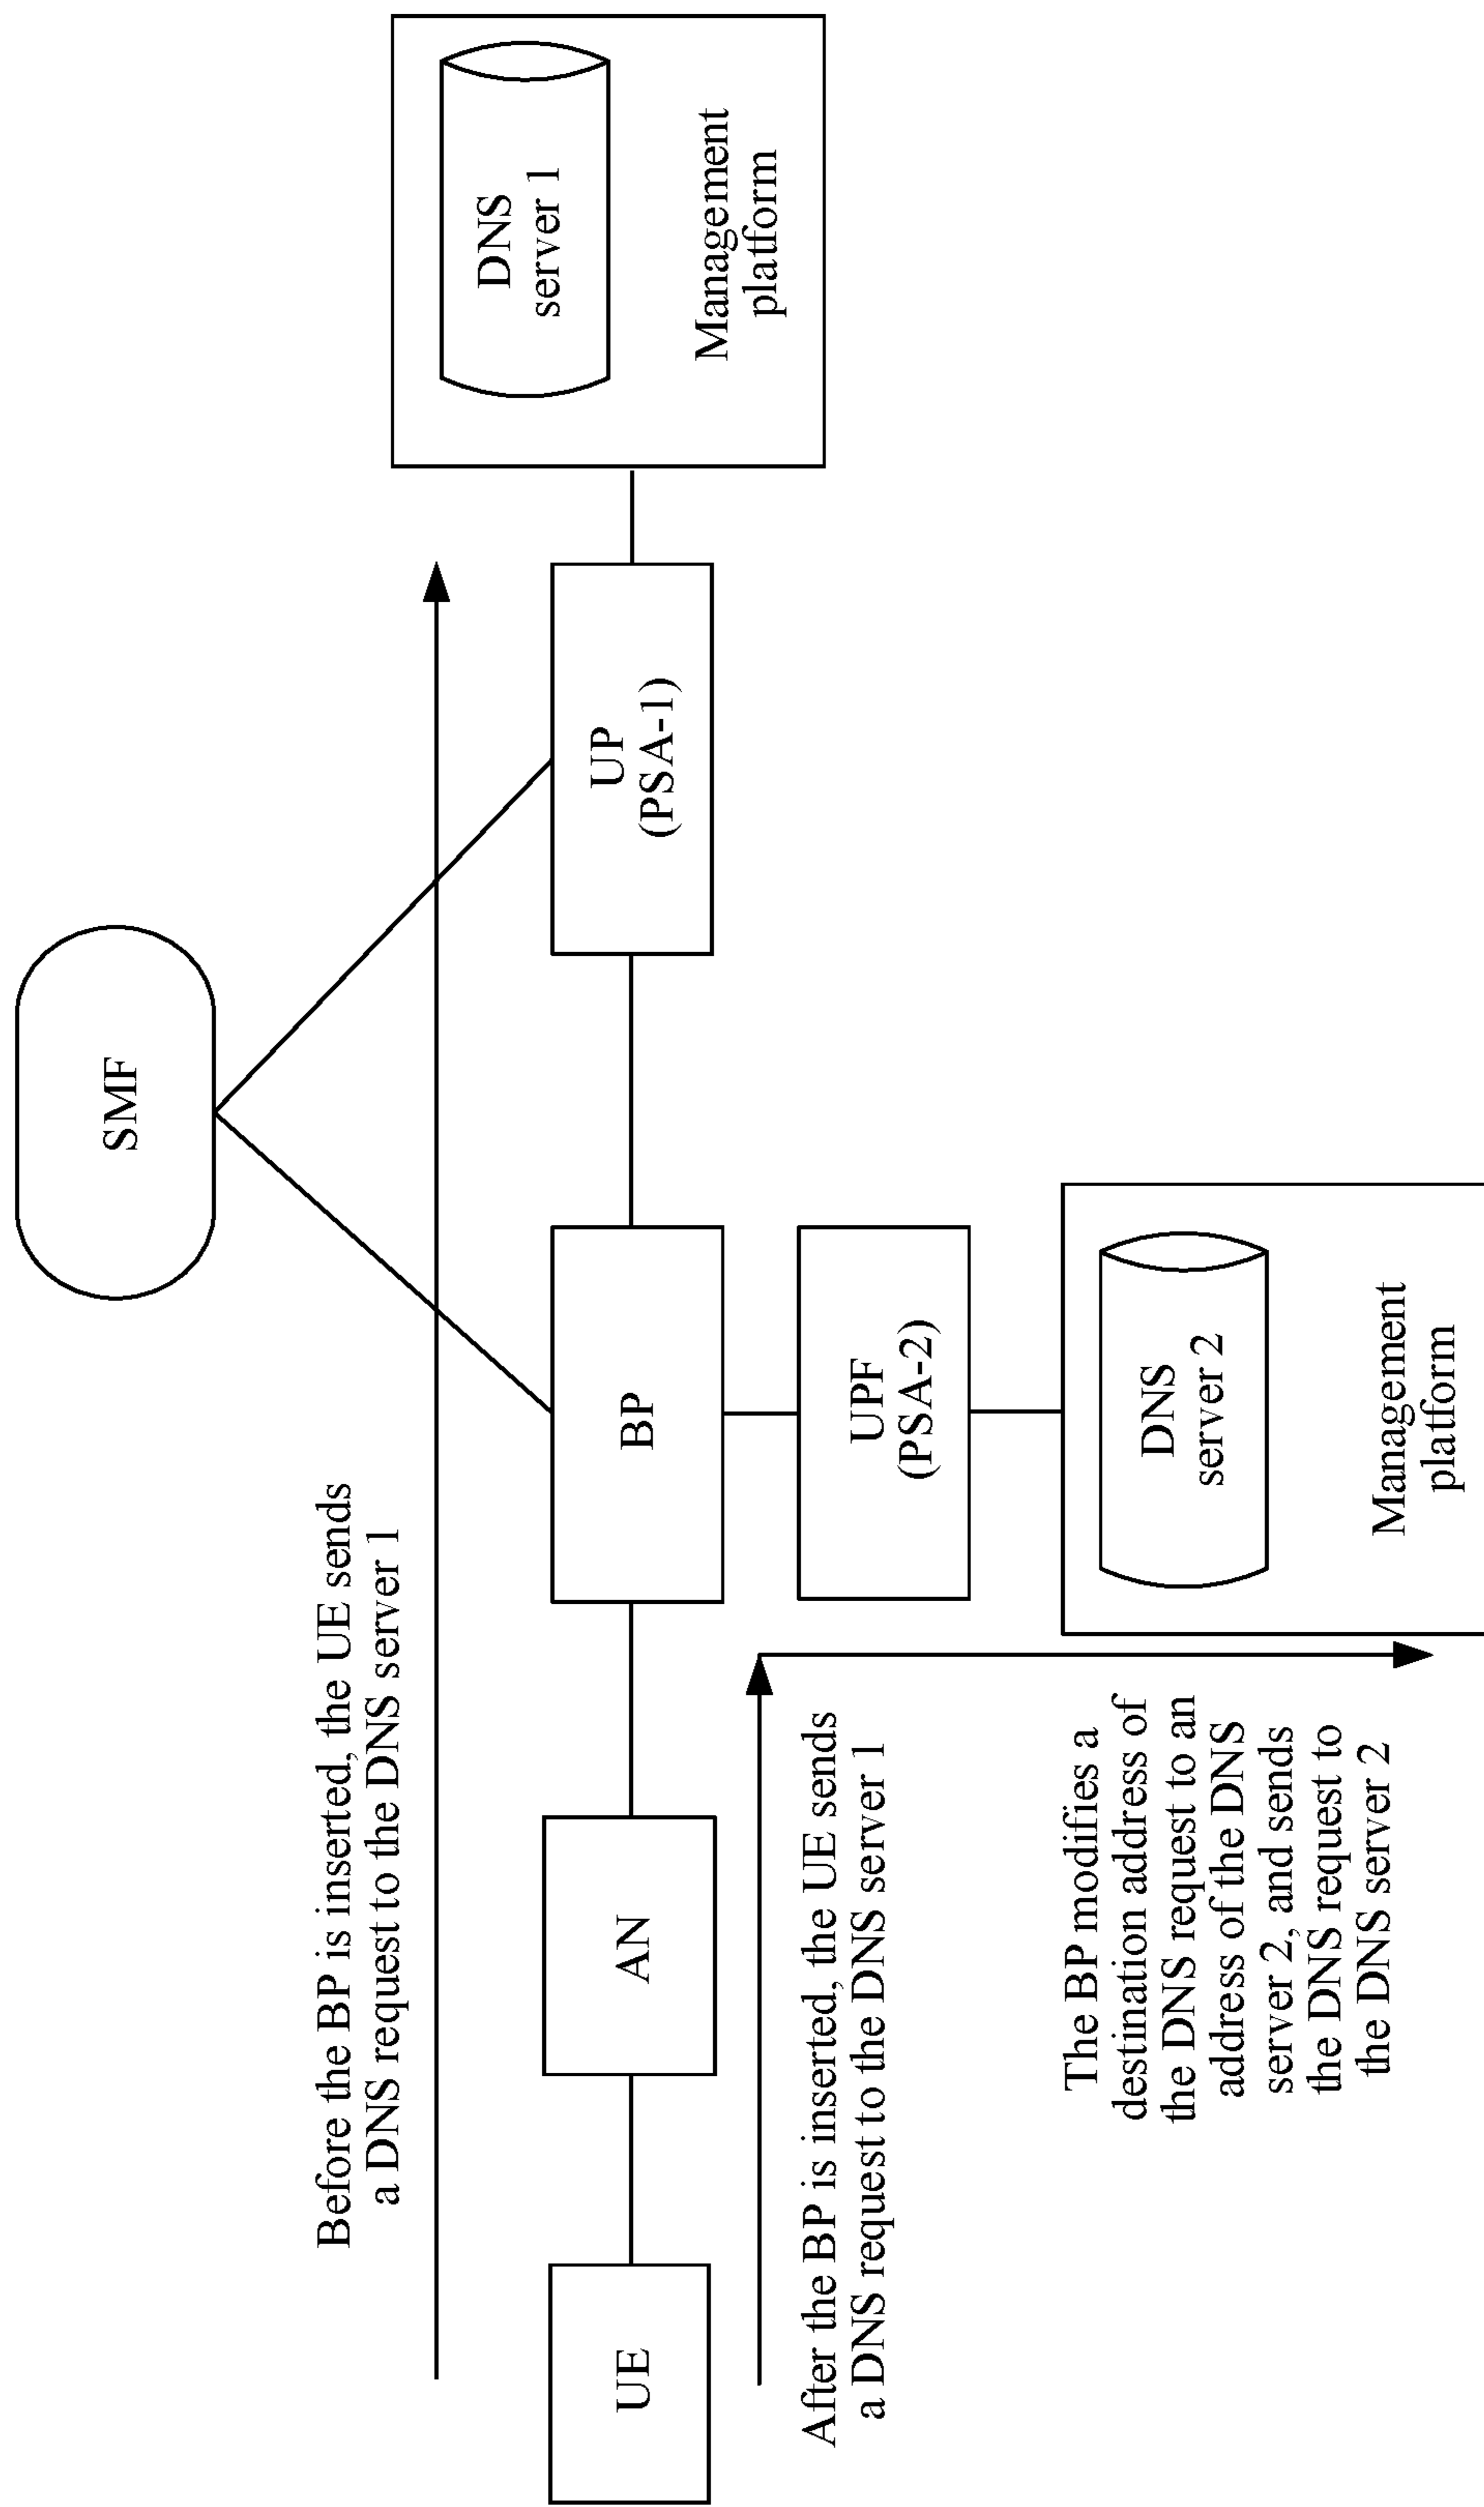 SMF
Before the BP is inserted, the UE sends
a DNS request to the DNS server 1
UE
AN
BP
UP
(PSA-1)
DNS
server 1
Management
platform
After the BP is inserted, the UE sends
a DNS request to the DNS server 1
UPF
(PSA-2)
The BP modifies a
destination address of
the DNS request to an
address of the DNS
server 2, and sends
the DNS request to
the DNS server 2
DNS
server 2
Management
platform